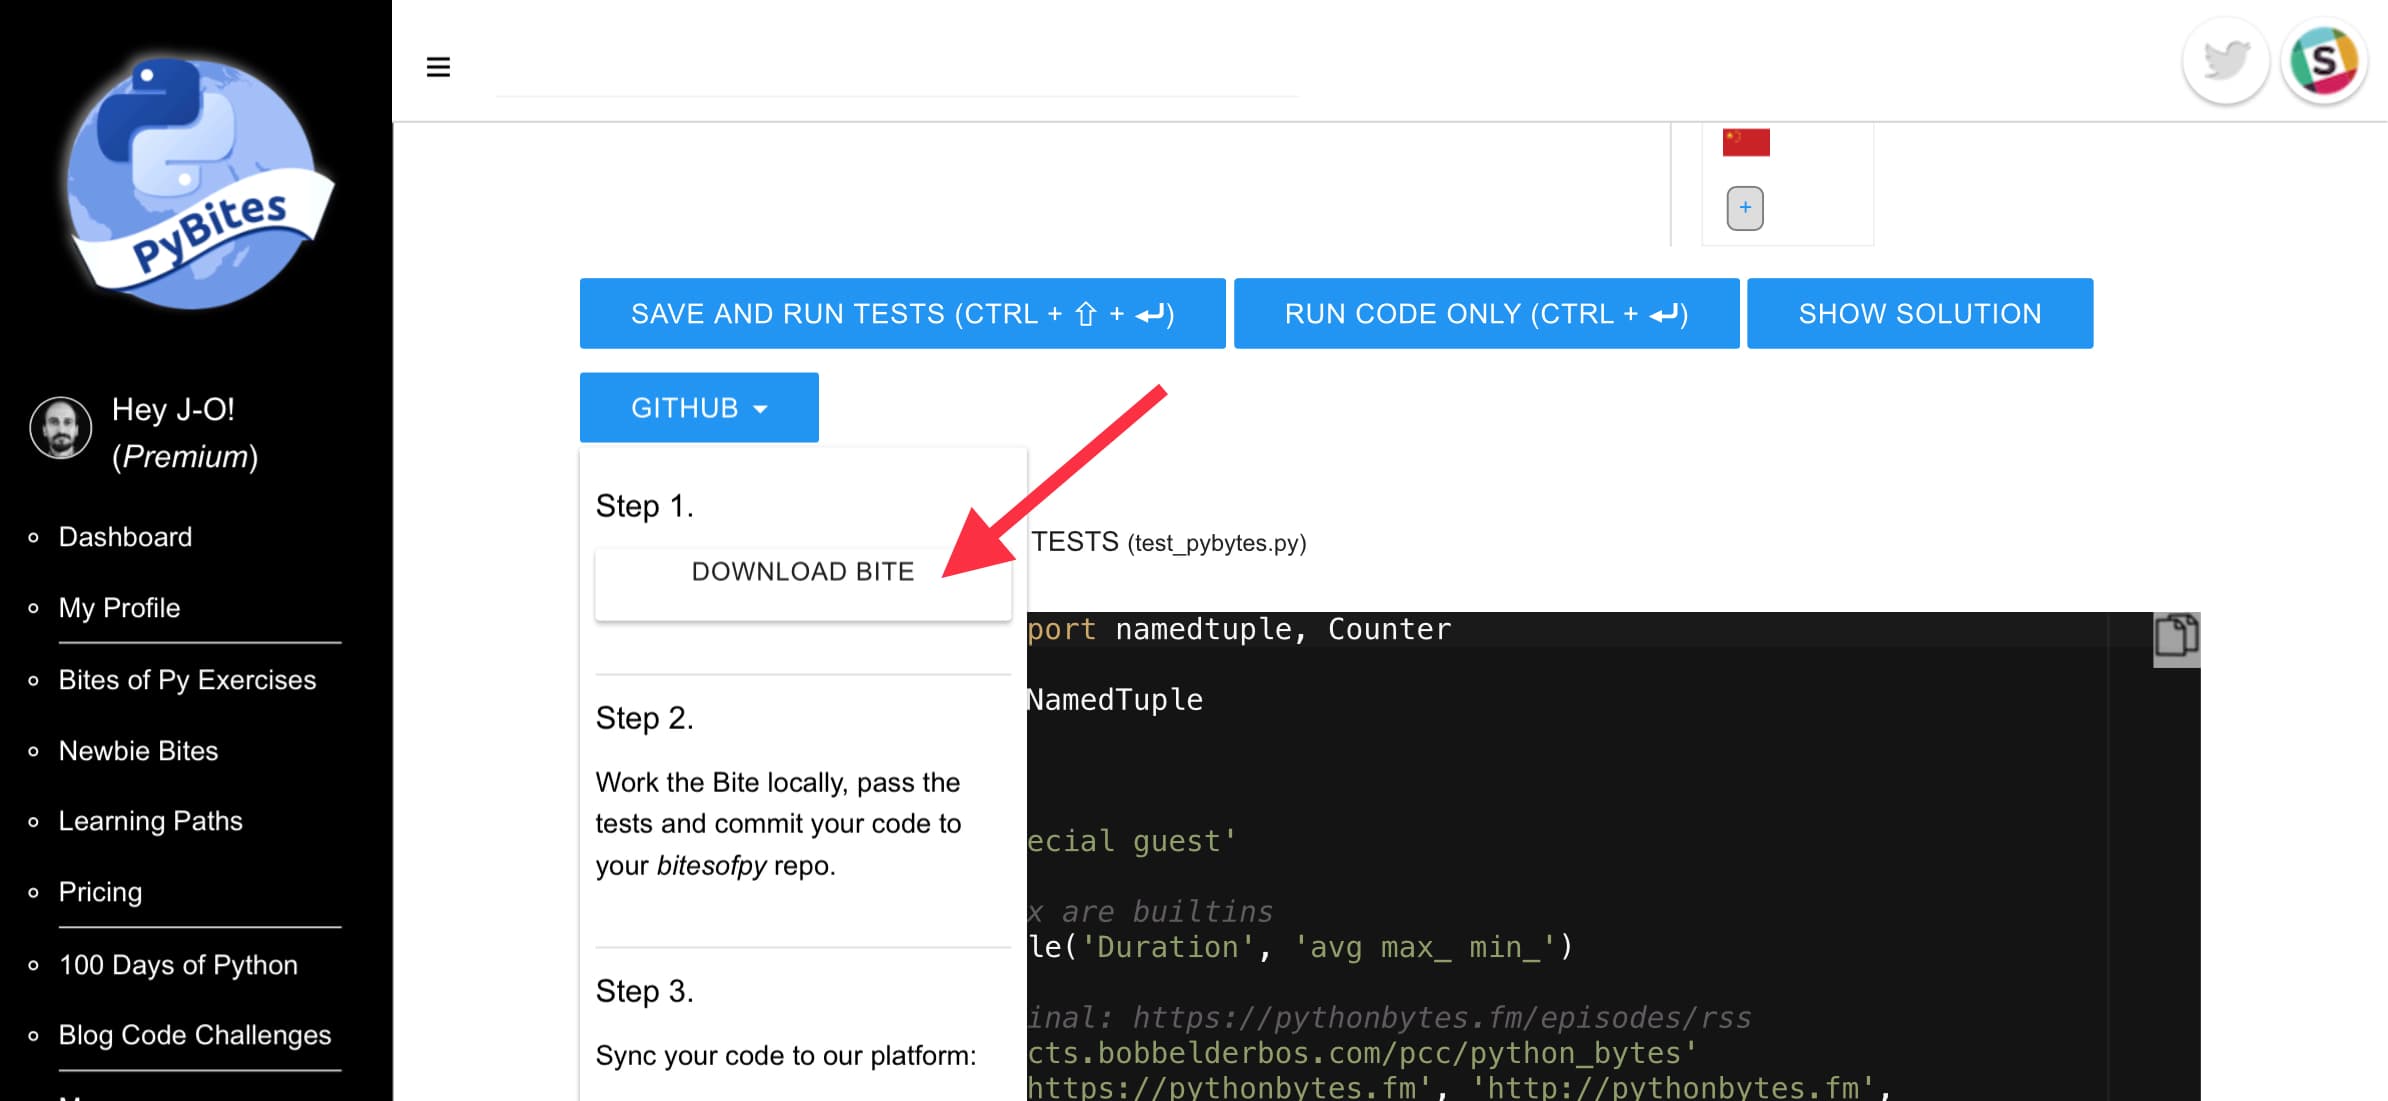 PyBites
Hey J-O!
(Premium)
Dashboard
My Profile
Bites of Py Exercises
Newbie Bites
Learning Paths
Pricing
100 Days of Python
Blog Code Challenges
S
+
SAVE AND RUN TESTS (CTRL + ⇧ + ↵)
RUN CODE ONLY (CTRL + ↵)
SHOW SOLUTION
GITHUB
Step 1.
DOWNLOAD BITE
Step 2.
Work the Bite locally, pass the
tests and commit your code to
your bitesofpy repo.
Step 3.
Sync your code to our platform:
TESTS (test_pybytes.py)
port namedtuple, Counter
NamedTuple
ecial guest'
x are builtins
le('Duration', 'avg max_ min_')
inal: https://pythonbytes.fm/episodes/rss
cts.bobbelderbos.com/pcc/python_bytes'
https://pythonbytes.fm', 'http://pythonbytes.fm',